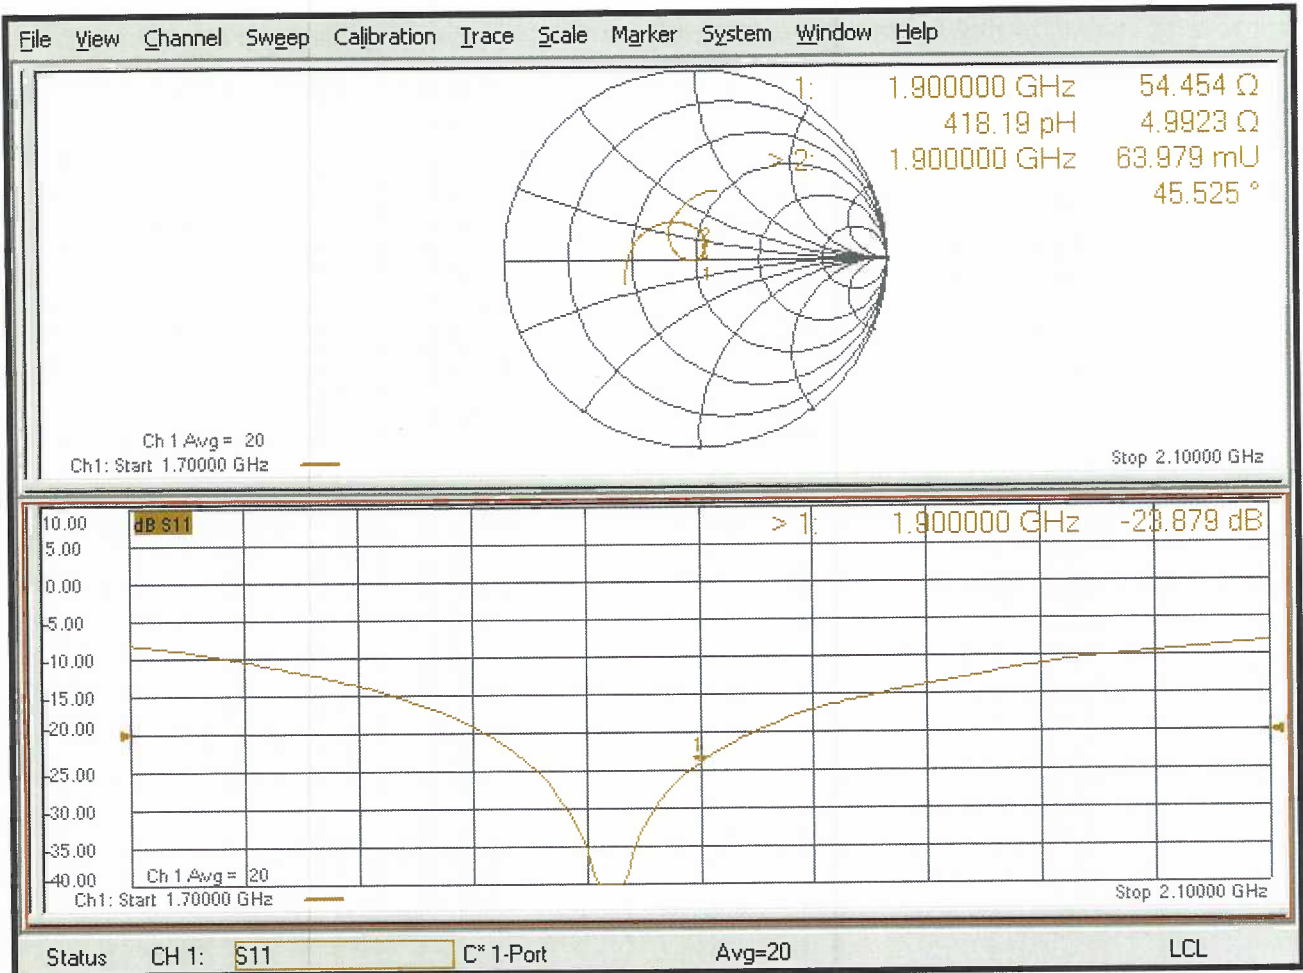 File View Channel Sweep Calibration Trace Scale Marker System Window Help
1: 1.900000 GHz 54.454 Ω
418.19 pH 4.9923 Ω
> 2: 1.900000 GHz 63.979 mU
45.525 °
2
1
Ch 1 Avg = 20
Ch1: Start 1.70000 GHz
Stop 2.10000 GHz
10.00 dB S11 > 1: 1.900000 GHz -23.879 dB
5.00
0.00
-5.00
-10.00
-15.00
-20.00
1
-25.00
-30.00
-35.00
-40.00
Ch 1 Avg = 20
Ch1: Start 1.70000 GHz
Stop 2.10000 GHz
Status CH 1: S11 C* 1-Port Avg=20 LCL